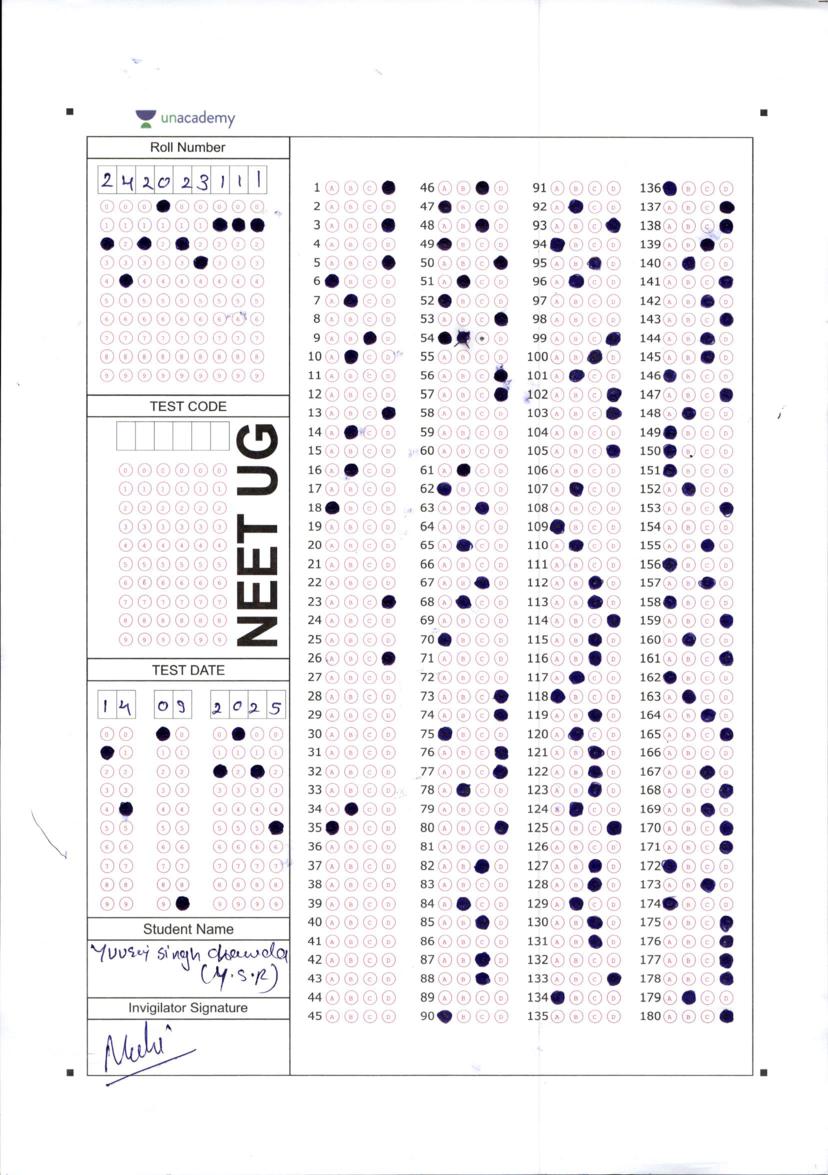 unacademy
Roll Number
2 4 2 0 2 3 1 1 1
TEST CODE
NEET UG
TEST DATE
14 09 2025
Student Name
singh
(Y.S.R)
Invigilator Signature
1 A B C
2 A B C D
3 A B C
4 A B C D
5 A B C
6 B C D
7 A C D
8 A B C D
9 A B D
10 A C D
11 A B C D
12 A B C D
13 A B C
14 A C D
15 A B C D
16 A C D
17 A B C D
18 B C D
19 A B C D
20 A B C D
21 A B C D
22 A B C D
23 A B C
24 A B C D
25 A B C D
26 A B C
27 A B C D
28 A B C D
29 A B C D
30 A B C D
31 A B C D
32 A B C D
33 A B C D
34 A C D
35 B C D
36 A B C D
37 A B C D
38 A B C D
39 A B C D
40 A B C D
41 A B C D
42 A B C D
43 A B C D
44 A B C D
45 A B C D
46 A B D
47 B C D
48 A B D
49 B C D
50 A B C
51 A C D
52 B C D
53 A B C
54 D
55 A B C D
56 A B C
57 A B C
58 A B C D
59 A B C D
60 A B C D
61 A C D
62 B C D
63 A B D
64 A B C D
65 A C D
66 A B C D
67 A B D
68 A C D
69 A B C D
70 B C D
71 A B C D
72 A B C D
73 A B C
74 A B C
75 B C D
76 A B C
77 A B C
78 A C D
79 A B C D
80 A B C
81 A B C D
82 A B D
83 A B C D
84 A C D
85 A B D
86 A B C D
87 A B D
88 A B D
89 A B C D
90 B C D
91 A B C D
92 A C D
93 A B C
94 B C D
95 A B D
96 A C D
97 A B C D
98 A B C D
99 A B C
100 A B D
101 A C D
102 A B C
103 A B C
104 A B C D
105 A B C
106 A B C D
107 A C D
108 A B C D
109 B C D
110 A C D
111 A B C D
112 A B D
113 A B D
114 A B C
115 A B D
116 A B D
117 A C D
118 B C D
119 A B D
120 A C D
121 A B D
122 A B D
123 A B D
124 A C D
125 A B C
126 A B C D
127 A B D
128 A B D
129 A C D
130 A B D
131 A B D
132 A B C D
133 A B C
134 B C D
135 A B C D
136 B C D
137 A B C
138 A B C
139 A B D
140 A C D
141 A B C
142 A B D
143 A B C
144 A B D
145 A B D
146 B C D
147 A B C
148 A C D
149 B C D
150 B C D
151 B C D
152 A C D
153 A B C
154 A B C D
155 A B D
156 B C D
157 A B D
158 B C D
159 A B C
160 A C D
161 A B C
162 B C D
163 A C D
164 A B D
165 A B C
166 A B C D
167 A B D
168 A B C
169 A B D
170 A B C
171 A B C
172 B C D
173 A B D
174 B C D
175 A B C
176 A B C
177 A B C
178 A B C
179 A C D
180 A B C